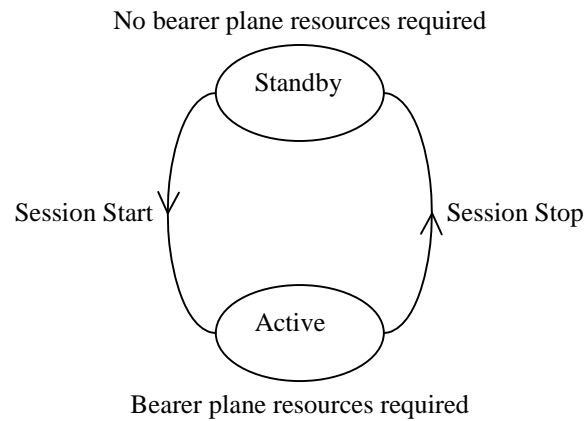 No bearer plane resources required
Standby
Session Start
Session Stop
Active
Bearer plane resources required